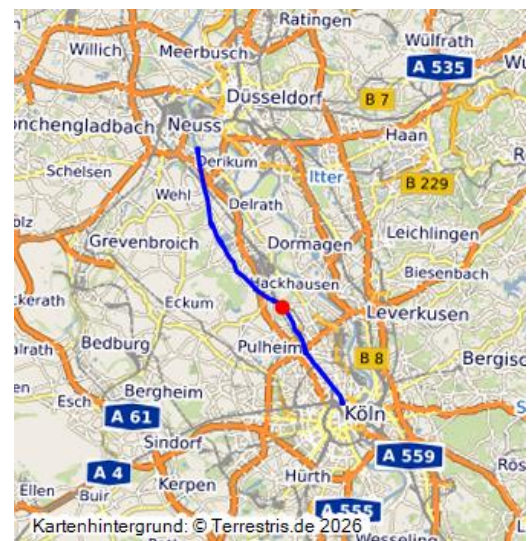 Ratingen
Willich
Meerbusch
Wülfrath
A 535
Düsseldorf
B 7
Neuss
Haan
Derikum
Itter
Schelsen
B 229
Wehl
Delrath
Grevenbroich
Dormagen
Leichlingen
Hackhausen
Biesenbach
Eckum
Leverkusen
Bedburg
Pulheim
B 8
Bergheim
Esch
A 61
Köln
Sindorf
A 559
A 4
Hürth
Ellen
Buir
Kerpen
A 555
Wesseling
Kartenhintergrund: © Terrestris.de 2026